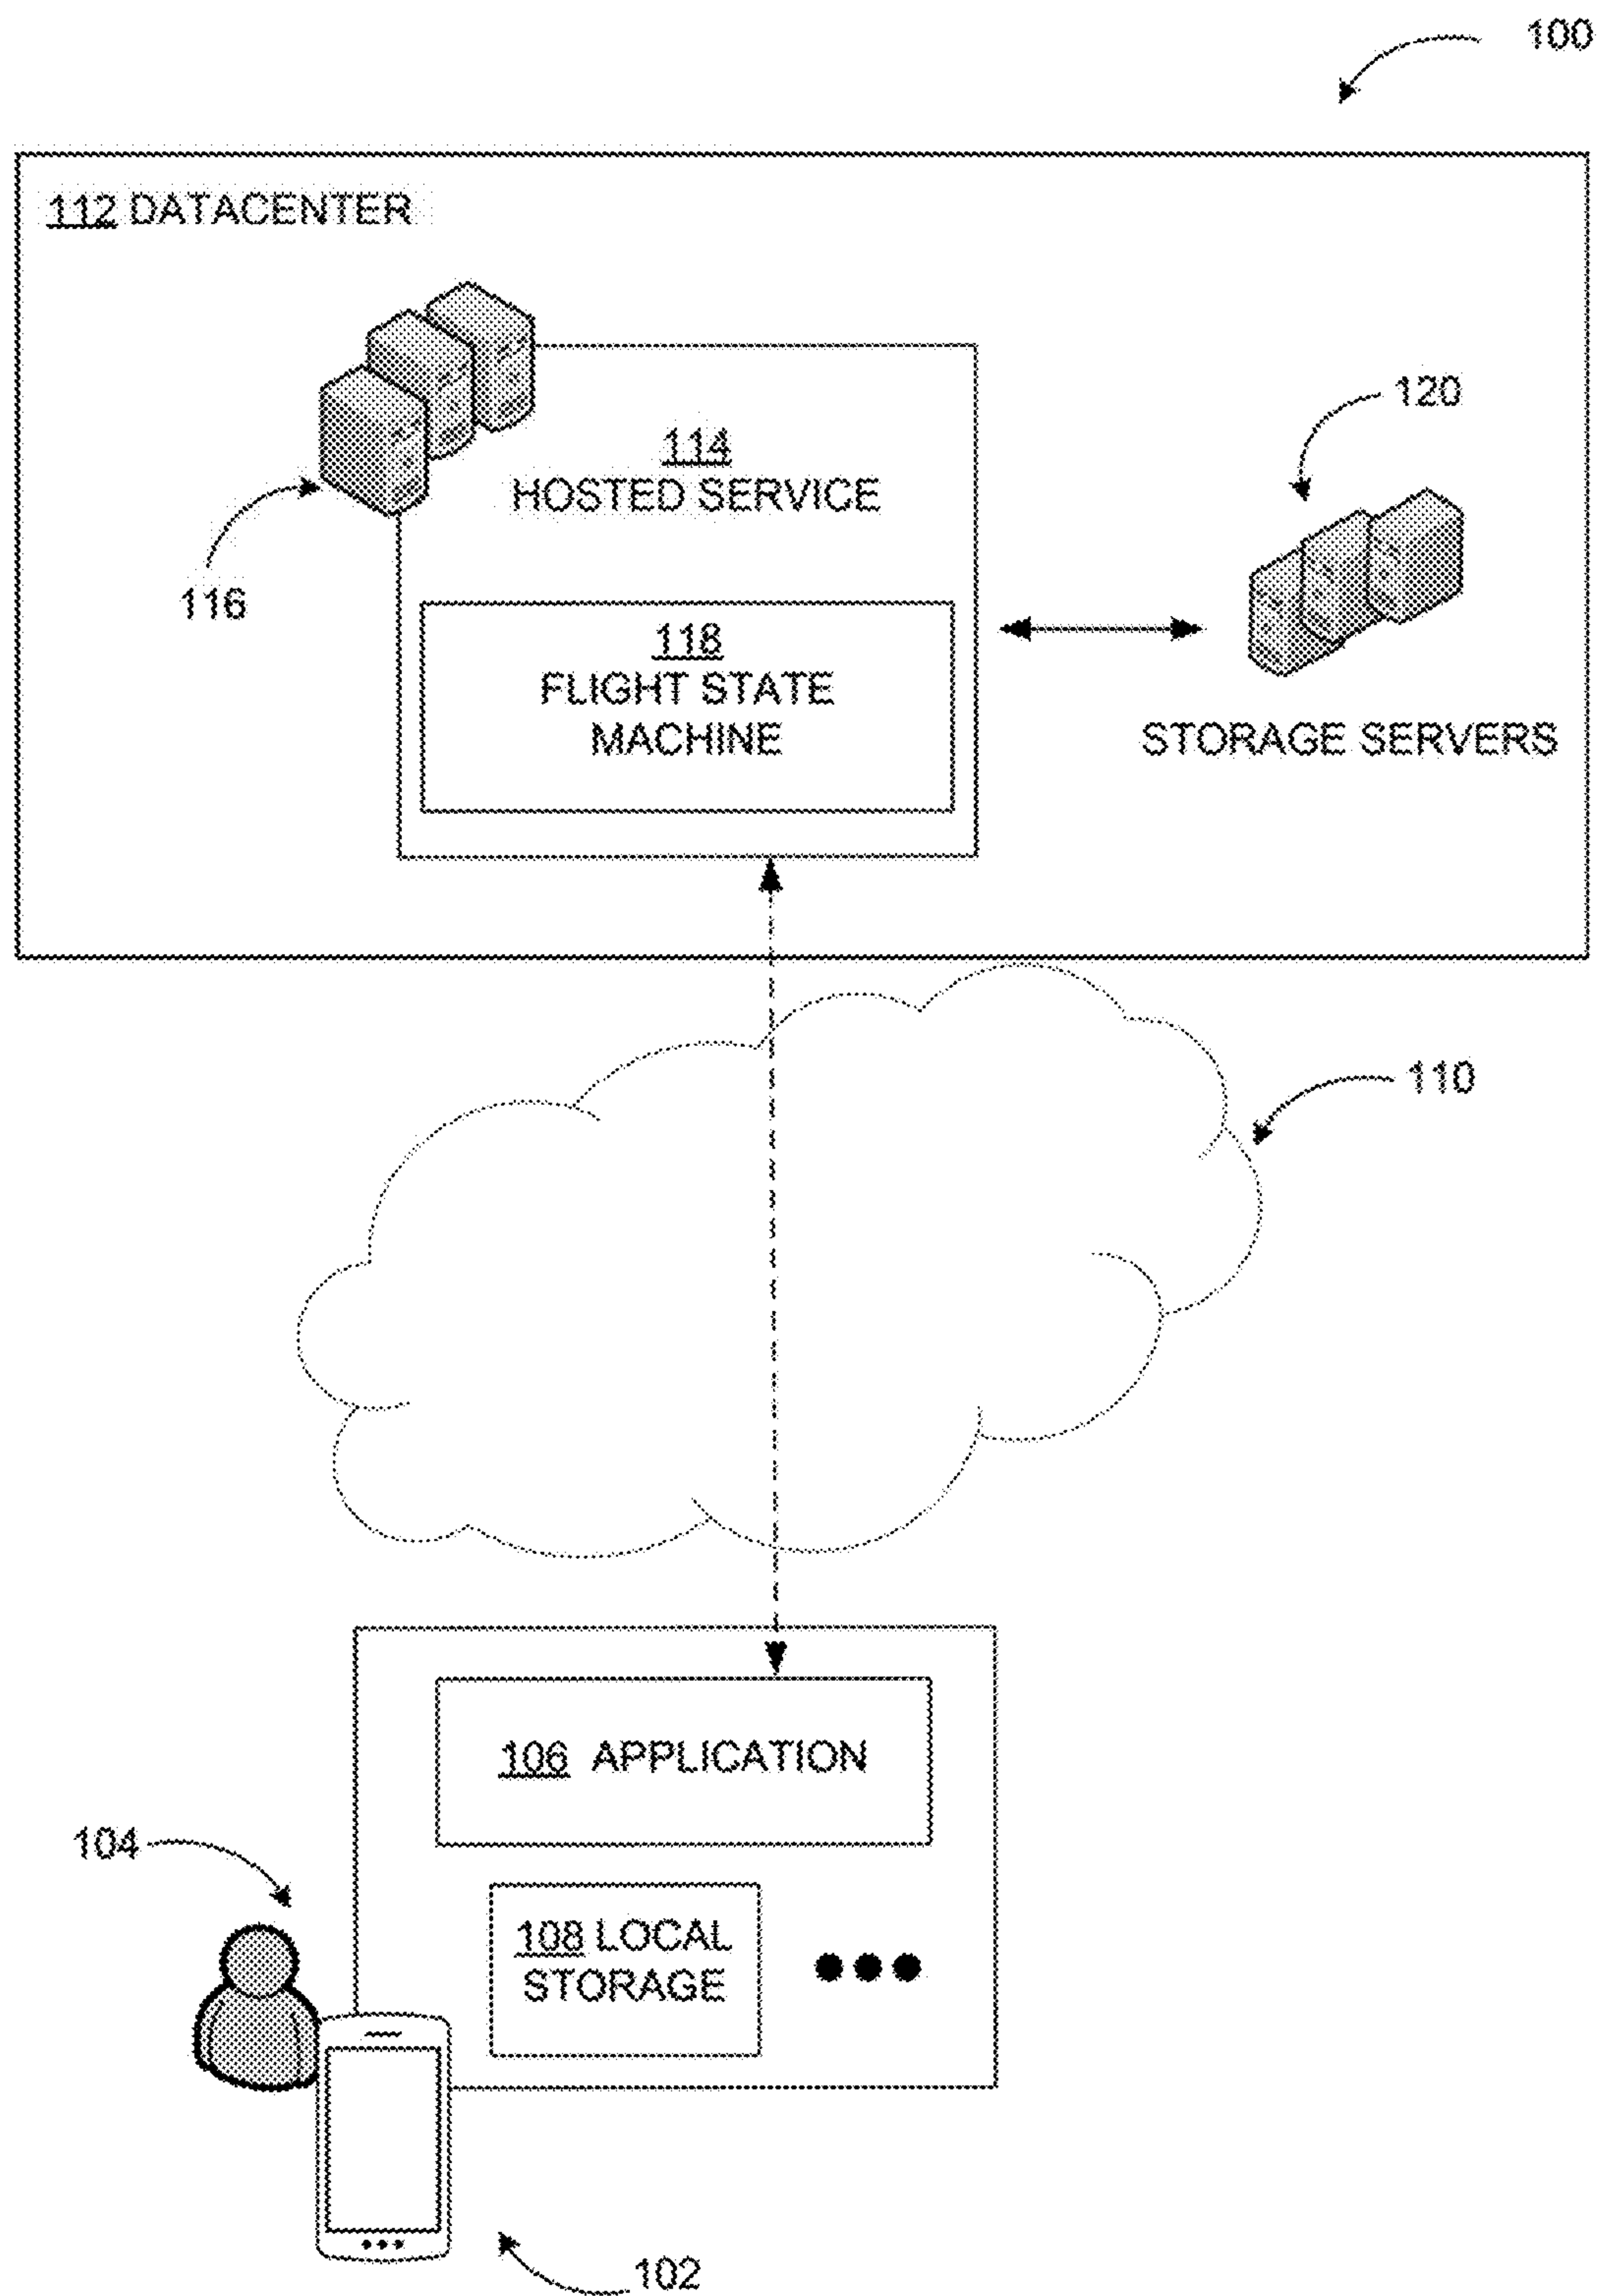 100
112 DATACENTER
114
HOSTED SERVICE
120
116
118
FLIGHT STATE
MACHINE
STORAGE SERVERS
110
106 APPLICATION
104
108 LOCAL
STORAGE
102